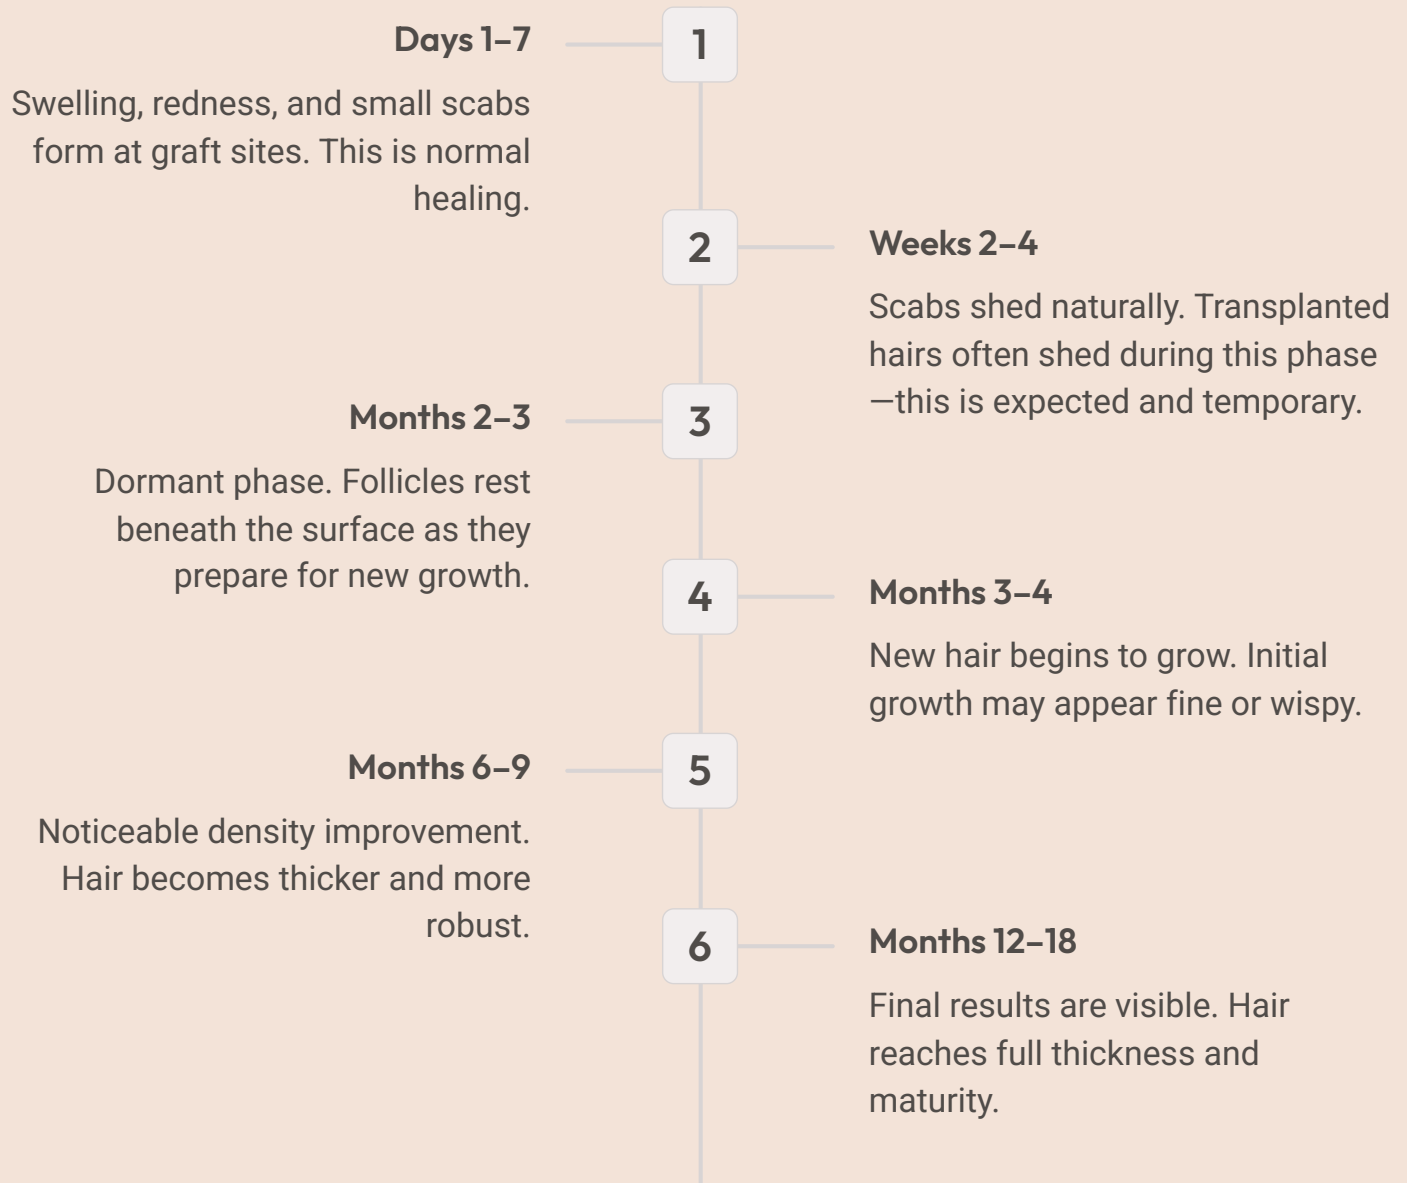 1
Days 1–7
Swelling, redness, and small scabs
form at graft sites. This is normal
healing.
2
Weeks 2–4
Scabs shed naturally. Transplanted
hairs often shed during this phase
—this is expected and temporary.
3
Months 2–3
Dormant phase. Follicles rest
beneath the surface as they
prepare for new growth.
4
Months 3–4
New hair begins to grow. Initial
growth may appear fine or wispy.
5
Months 6–9
Noticeable density improvement.
Hair becomes thicker and more
robust.
6
Months 12–18
Final results are visible. Hair
reaches full thickness and
maturity.